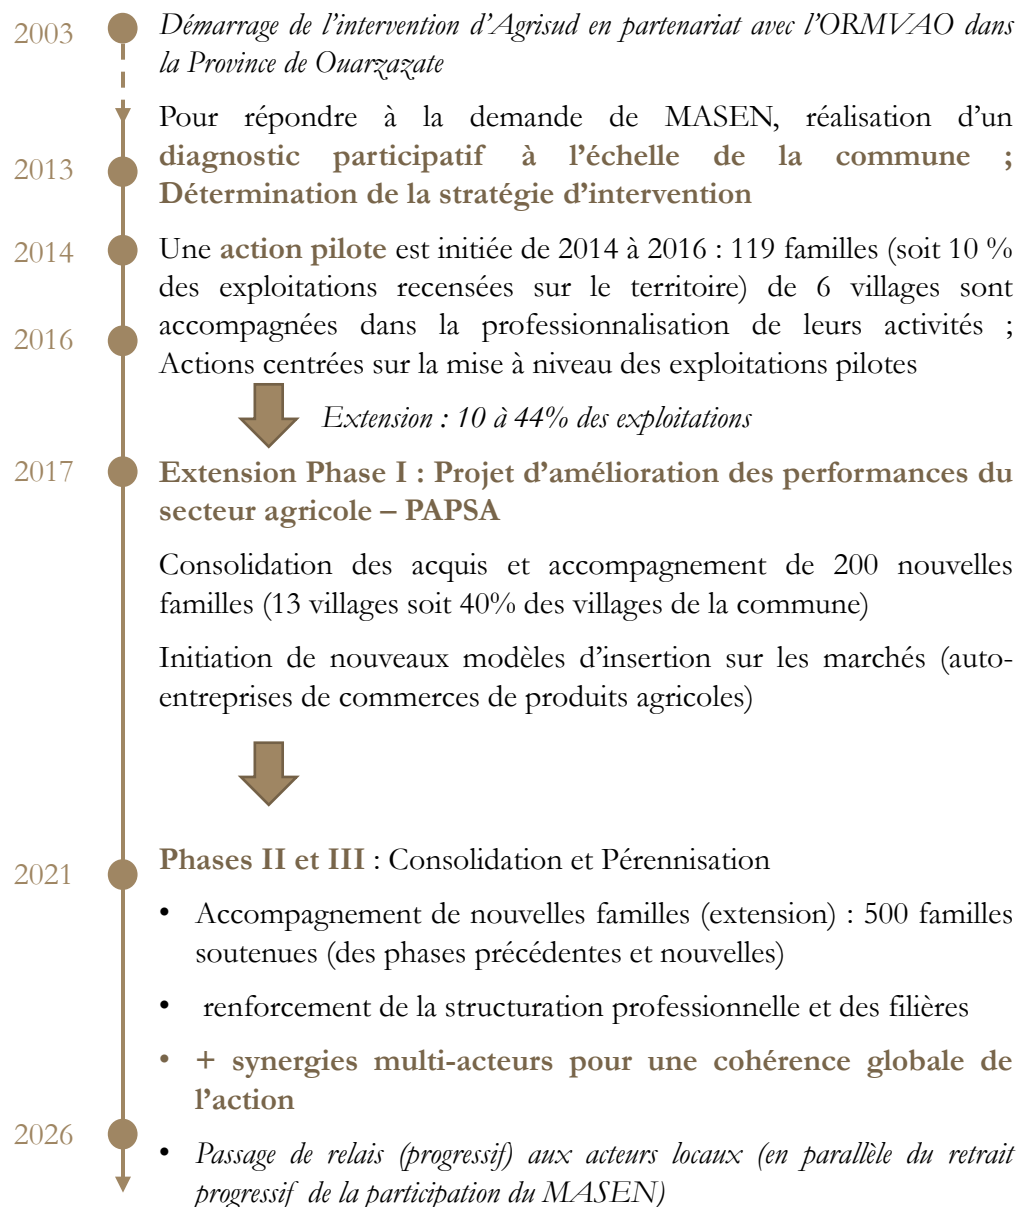 2003
Démarrage de l’intervention d’Agrisud en partenariat avec l’ORMVAO dans
la Province de Ouarzazate
Pour répondre à la demande de MASEN, réalisation d’un
2013
diagnostic participatif à l’échelle de la commune ;
Détermination de la stratégie d’intervention
2014
Une action pilote est initiée de 2014 à 2016 : 119 familles (soit 10 %
des exploitations recensées sur le territoire) de 6 villages sont
2016
accompagnées dans la professionnalisation de leurs activités ;
Actions centrées sur la mise à niveau des exploitations pilotes
Extension : 10 à 44% des exploitations
2017
Extension Phase I : Projet d’amélioration des performances du
secteur agricole – PAPSA
Consolidation des acquis et accompagnement de 200 nouvelles
familles (13 villages soit 40% des villages de la commune)
Initiation de nouveaux modèles d’insertion sur les marchés (auto-
entreprises de commerces de produits agricoles)
2021
Phases II et III : Consolidation et Pérennisation
• Accompagnement de nouvelles familles (extension) : 500 familles
soutenues (des phases précédentes et nouvelles)
• renforcement de la structuration professionnelle et des filières
• + synergies multi-acteurs pour une cohérence globale de
l’action
2026
• Passage de relais (progressif) aux acteurs locaux (en parallèle du retrait
progressif de la participation du MASEN)